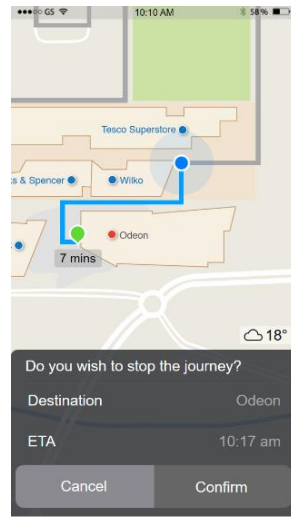 GS 10:10 AM 58%
Tesco Superstore
s & Spencer Wilko
Odeon
7 mins
18°
Do you wish to stop the journey?
Destination Odeon
ETA 10:17 am
Cancel Confirm